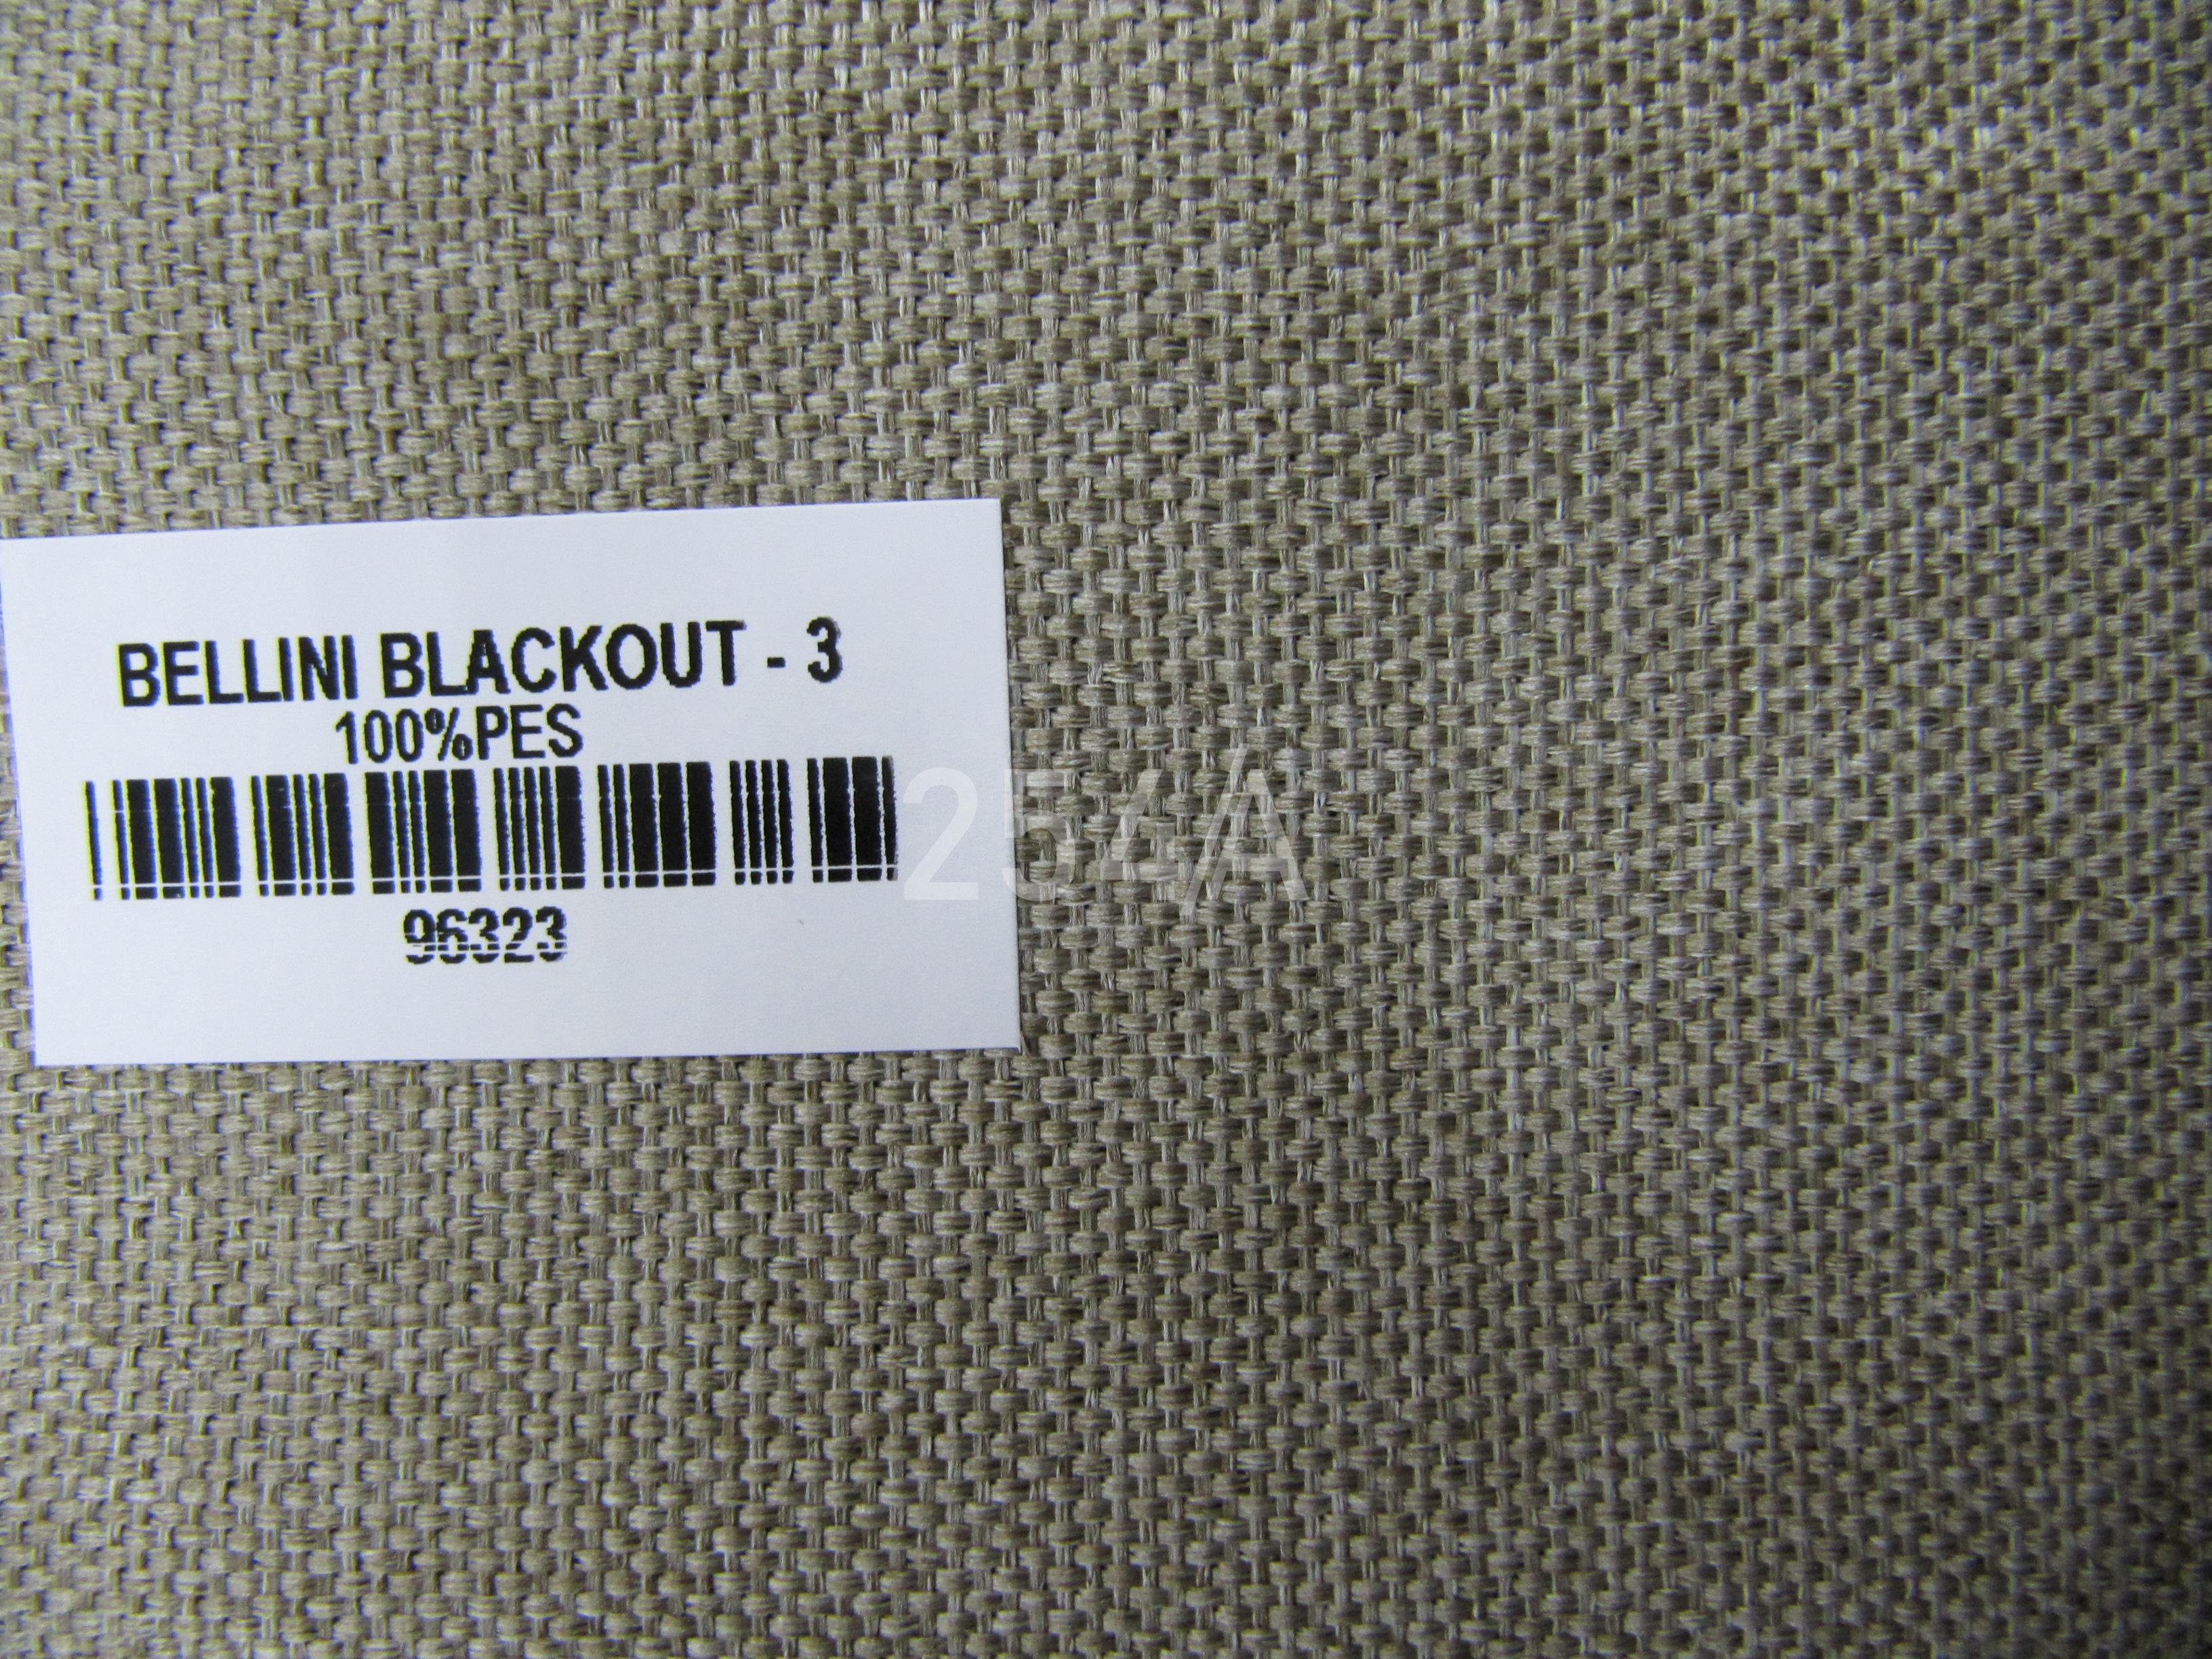 BELLINI BLACKOUT - 3
100%PES
254/A
96323